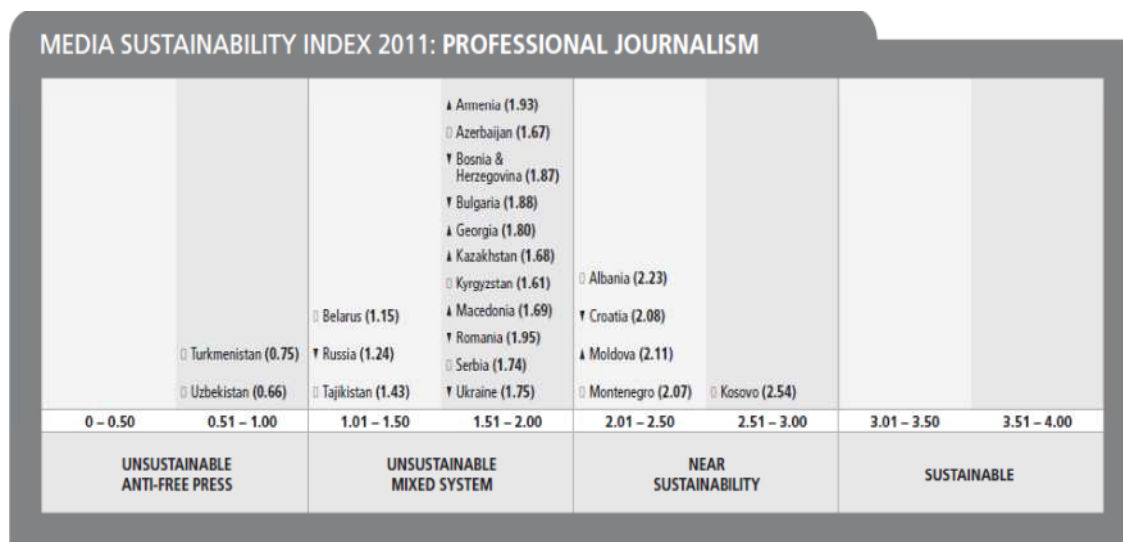 MEDIA SUSTAINABILITY INDEX 2011: PROFESSIONAL JOURNALISM
Turkmenistan (0.75)
Uzbekistan (0.66)
Belarus (1.15)
▼ Russia (1.24)
Tajikistan (1.43)
▲ Armenia (1.93)
Azerbaijan (1.67)
▼ Bosnia &
Herzegovina (1.87)
▼ Bulgaria (1.88)
▲ Georgia (1.80)
▲ Kazakhstan (1.68)
Kyrgyzstan (1.61)
▲ Macedonia (1.69)
▼ Romania (1.95)
Serbia (1.74)
▼ Ukraine (1.75)
Albania (2.23)
▼ Croatia (2.08)
▲ Moldova (2.11)
Montenegro (2.07)
Kosovo (2.54)
0 – 0.50
0.51 – 1.00
1.01 – 1.50
1.51 – 2.00
2.01 – 2.50
2.51 – 3.00
3.01 – 3.50
3.51 – 4.00
UNSUSTAINABLE
ANTI-FREE PRESS
UNSUSTAINABLE
MIXED SYSTEM
NEAR
SUSTAINABILITY
SUSTAINABLE